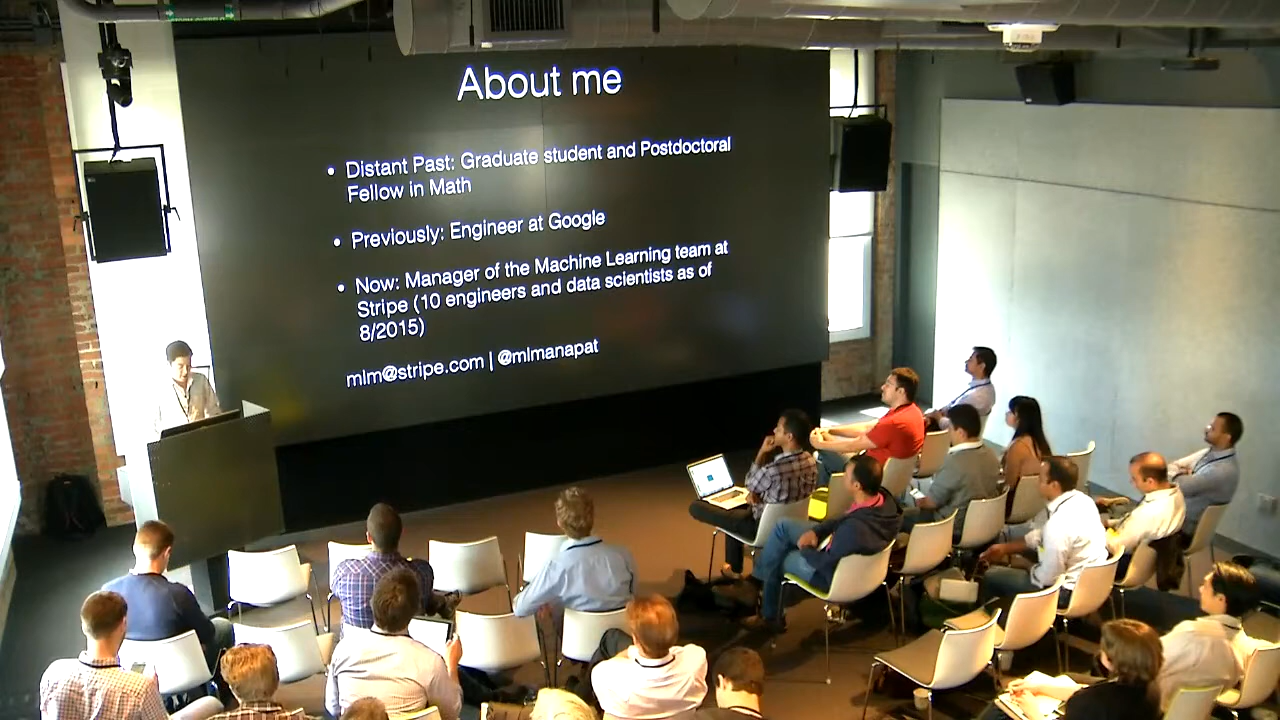 About me
• Distant Past: Graduate student and Postdoctoral
Fellow in Math
• Previously: Engineer at Google
• Now: Manager of the Machine Learning team at
Stripe (10 engineers and data scientists as of
8/2015)
mlm@stripe.com | @mlmanapat